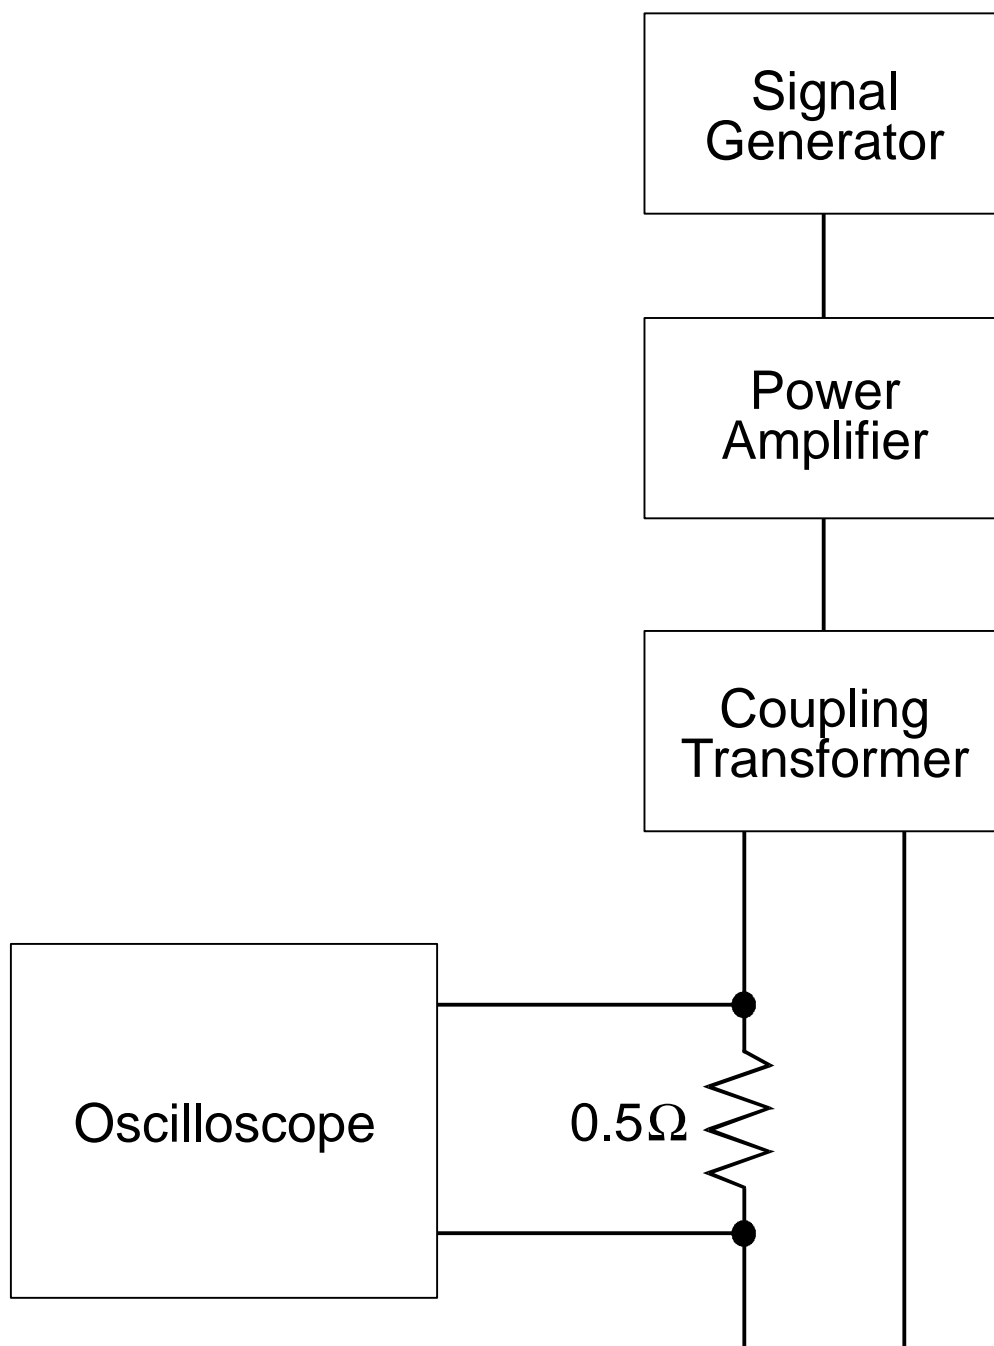 Signal
Generator
Power
Amplifier
Coupling
Transformer
Oscilloscope
0.5Ω